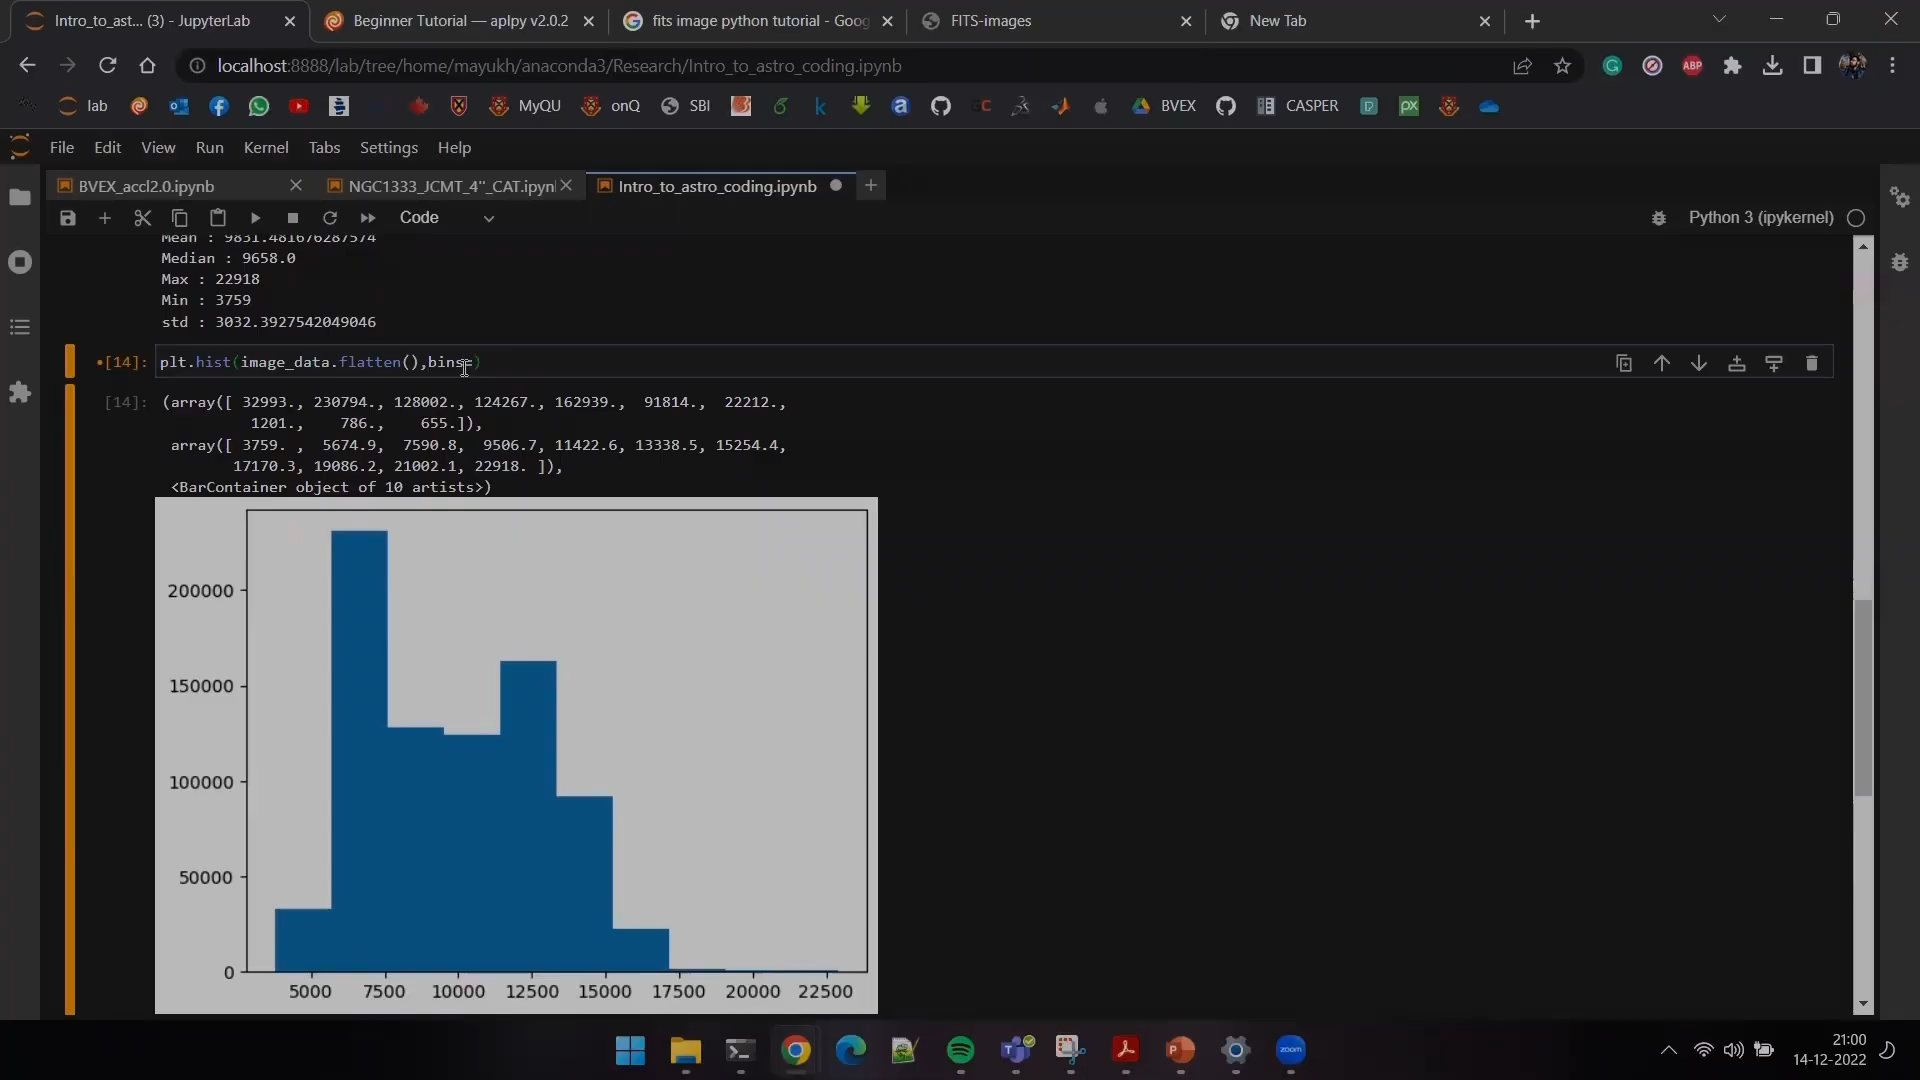 Intro_to_ast... (3) - JupyterLab
Beginner Tutorial — aplpy v2.0.2
fits image python tutorial - Goog
FITS-images
New Tab
localhost:8888/lab/tree/home/mayukh/anaconda3/Research/Intro_to_astro_coding.ipynb
ABP
lab
MyQU
onQ
SBI
BVEX
CASPER
File Edit View Run Kernel Tabs Settings Help
BVEX_accl2.0.ipynb
NGC1333_JCMT_4"_CAT.ipynl
Intro_to_astro_coding.ipynb
Code
Python 3 (ipykernel)
Mean : 9831.481676287574
Median : 9658.0
Max : 22918
Min : 3759
std : 3032.3927542049046
•[14]: plt.hist(image_data.flatten(),bins=)
[14]: (array([ 32993., 230794., 128002., 124267., 162939., 91814., 22212.,
1201., 786., 655.]),
array([ 3759. , 5674.9, 7590.8, 9506.7, 11422.6, 13338.5, 15254.4,
17170.3, 19086.2, 21002.1, 22918. ]),
<BarContainer object of 10 artists>)
200000
150000
100000
50000
0
5000 7500 10000 12500 15000 17500 20000 22500
zoom
21:00
14-12-2022